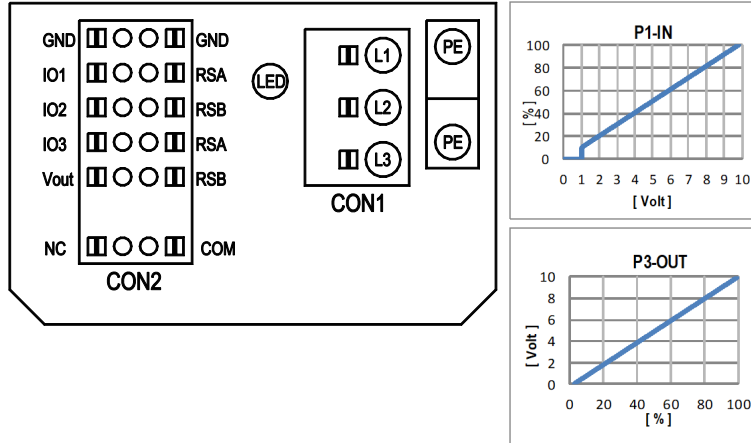 GND GND
IO1 RSA
IO2 RSB
IO3 RSA
Vout RSB
NC COM
CON2
LED
L1
L2
L3
CON1
PE
PE
P1-IN
[ % ]
100
80
60
40
20
0
0 1 2 3 4 5 6 7 8 9 10
[ Volt ]
P3-OUT
[ Volt ]
10
8
6
4
2
0
0 20 40 60 80 100
[ % ]